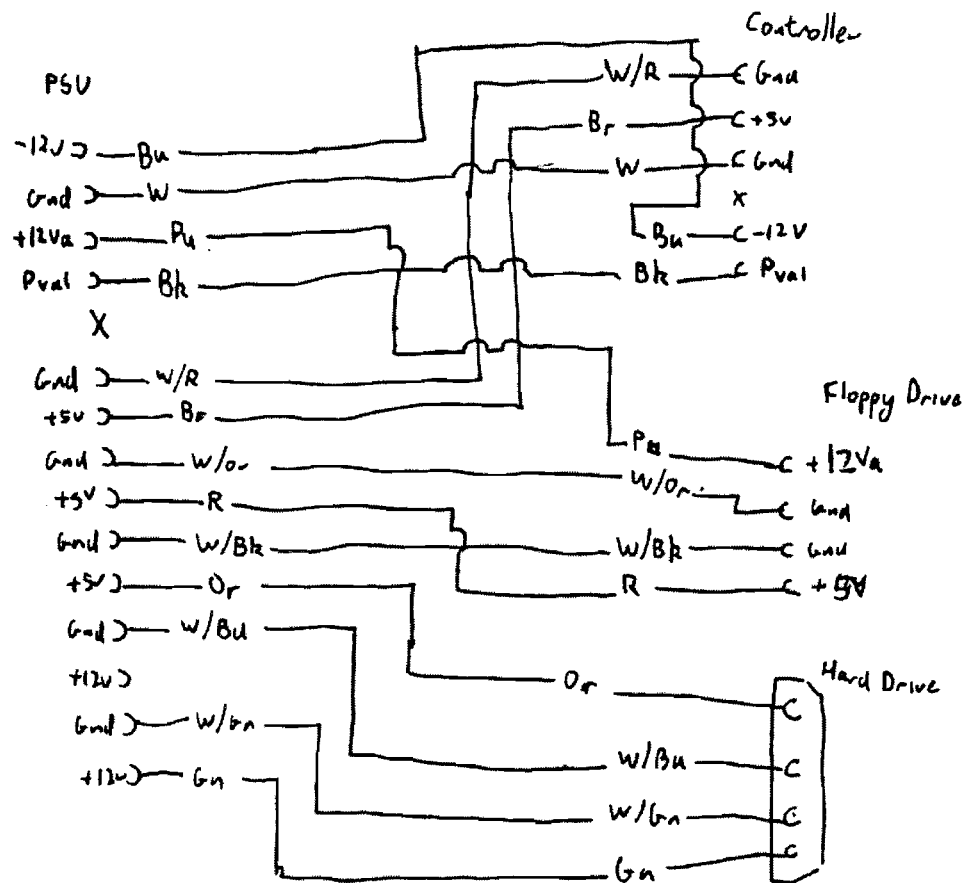 Controller
PSU
W/R Gnd
Br +5v
-12v Bu
W Gnd
Gnd W
X
+12Va Pu
Bu -12V
Pval Bk
Bk Pval
X
Gnd W/R
+5v Br
Floppy Drive
Pu +12Va
Gnd W/Or
W/Or Gnd
+5V R
Gnd W/Bk
W/Bk Gnd
+5V Or
R +5V
Gnd W/Bu
+12v
Or
Hard Drive
Gnd W/Gn
W/Bu
+12v Gn
W/Gn
Gn